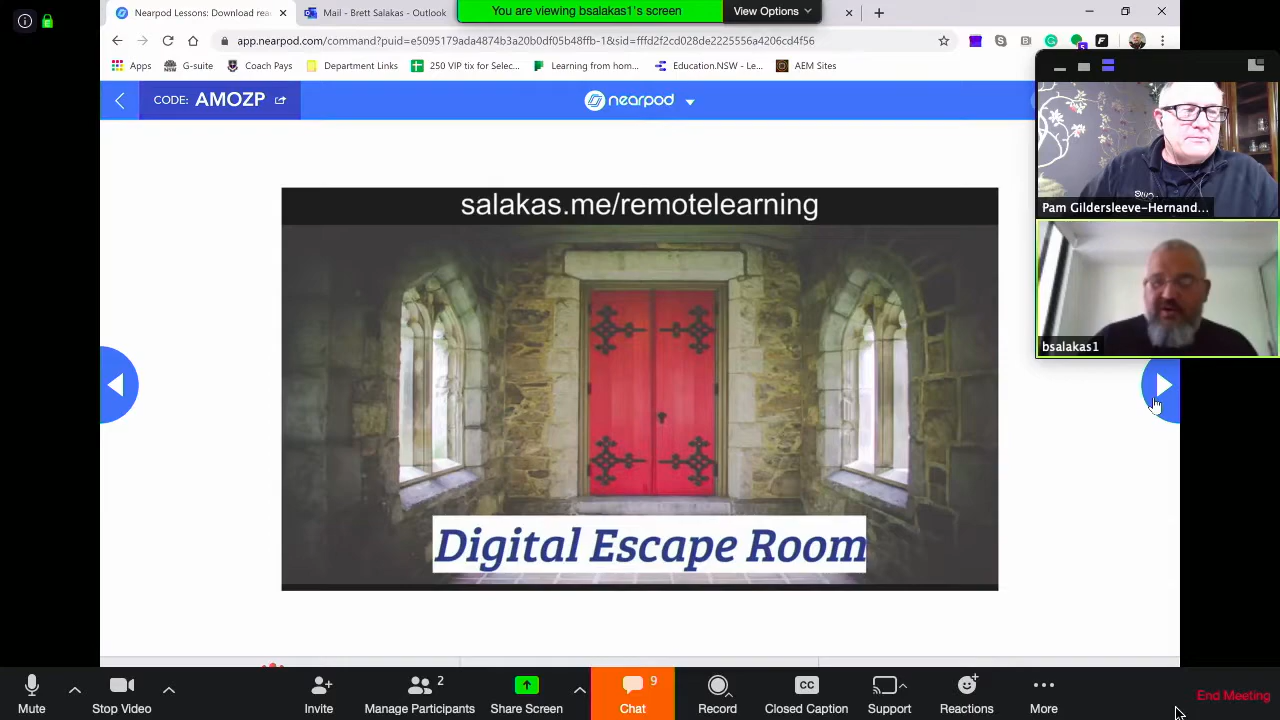 Nearpod Lessons: Download rea
Mail - Brett Salakas - Outlook
You are viewing bsalakas1's screen
View Options
app.nearpod.com/command?puid=e5095b79ada4874b3a20b0df05b48ffb-1&sid=fffd2f2cd028de2225556a4206cd4f56
Apps
G-suite
Coach Pays
Department Links
250 VIP tix for Selec...
Learning from hom...
Education.NSW - Le...
AEM Sites
CODE: AMOZP
nearpod
salakas.me/remotelearning
Pam Gildersleeve-Hernand...
bsalakas1
Digital Escape Room
Mute
Stop Video
Invite
2
Manage Participants
Share Screen
9
Chat
Record
CC
Closed Caption
Support
Reactions
More
End Meeting